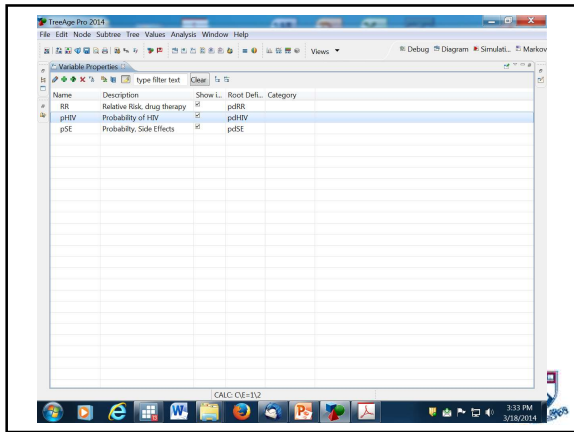 TreeAge Pro 2014
File Edit Node Subtree Tree Values Analysis Window Help
Views Debug Diagram Simulati... Markov
Variable Properties
type filter text Clear
Name Description Show i... Root Defi... Category
RR Relative Risk, drug therapy pdRR
pHIV Probability of HIV pdHIV
pSE Probabilty, Side Effects pdSE
CALC: C\E=1\2
3:33 PM
3/18/2014